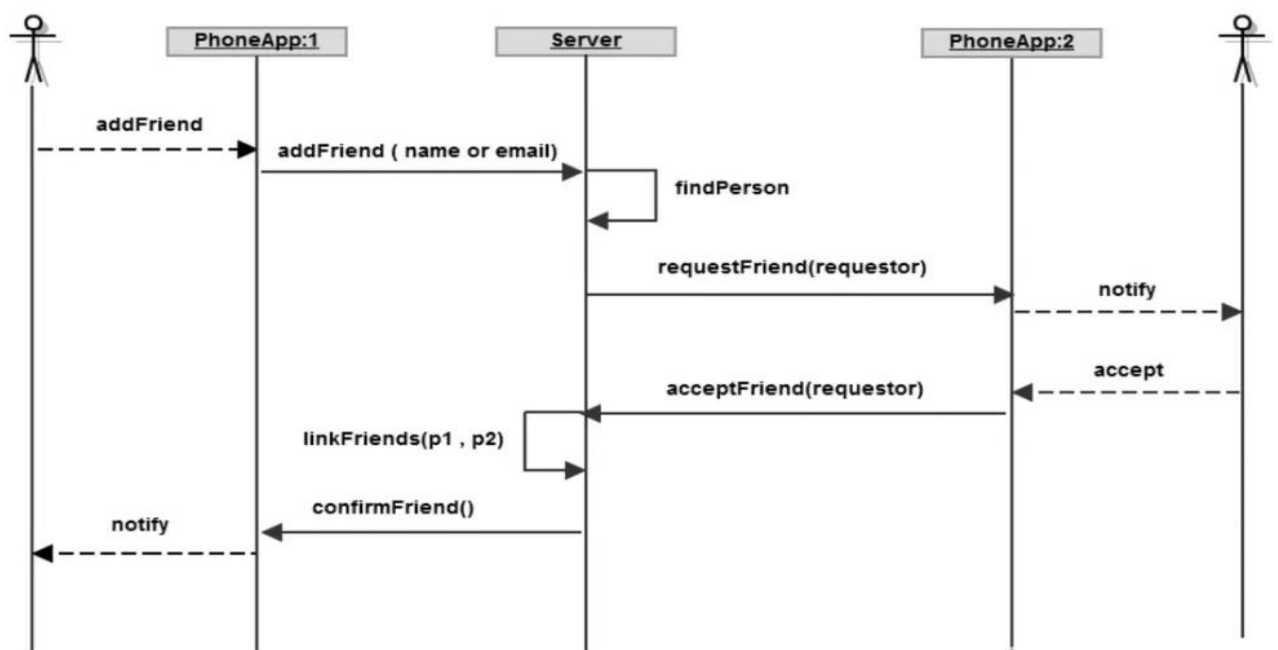 PhoneApp:1
Server
PhoneApp:2
addFriend
addFriend ( name or email)
findPerson
requestFriend(requestor)
notify
accept
acceptFriend(requestor)
linkFriends(p1 , p2)
confirmFriend()
notify